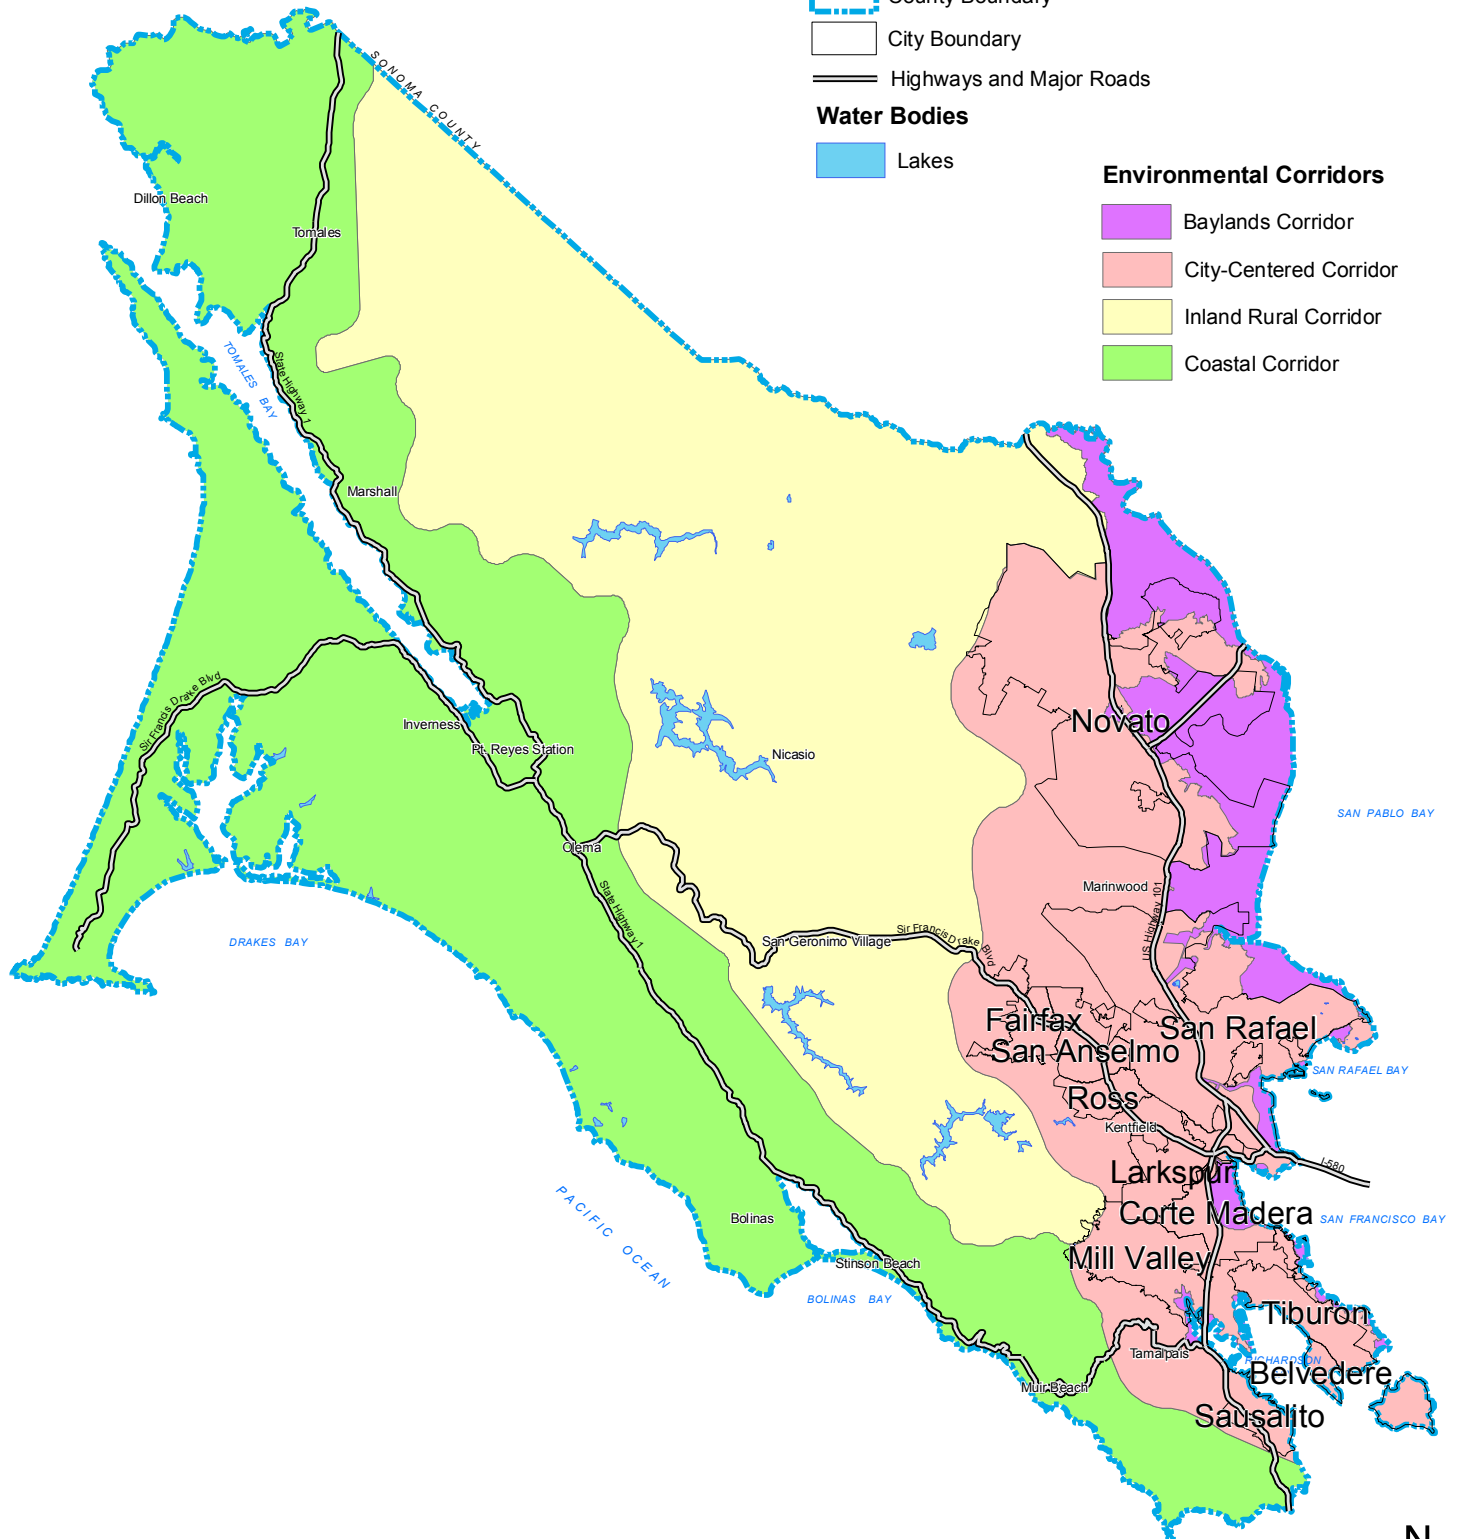 County Boundary
City Boundary
Highways and Major Roads
Water Bodies
Lakes
Environmental Corridors
Baylands Corridor
City-Centered Corridor
Inland Rural Corridor
Coastal Corridor
SONOMA COUNTY
Dillon Beach
Tomales
TOMALES BAY
State Highway 1
Marshall
Sir Francis Drake Blvd
Inverness
Pt. Reyes Station
Nicasio
Novato
SAN PABLO BAY
Olema
Marinwood
US Highway 101
State Highway 1
DRAKES BAY
San Geronimo Village
Sir Francis Drake Blvd
Fairfax
San Rafael
San Anselmo
SAN RAFAEL BAY
Ross
Kentfield
I-580
Larkspur
Corte Madera
SAN FRANCISCO BAY
PACIFIC OCEAN
Bolinas
Mill Valley
Stinson Beach
BOLINAS BAY
Tiburon
Tamalpais
RICHARDSON
Belvedere
Muir Beach
Sausalito
N